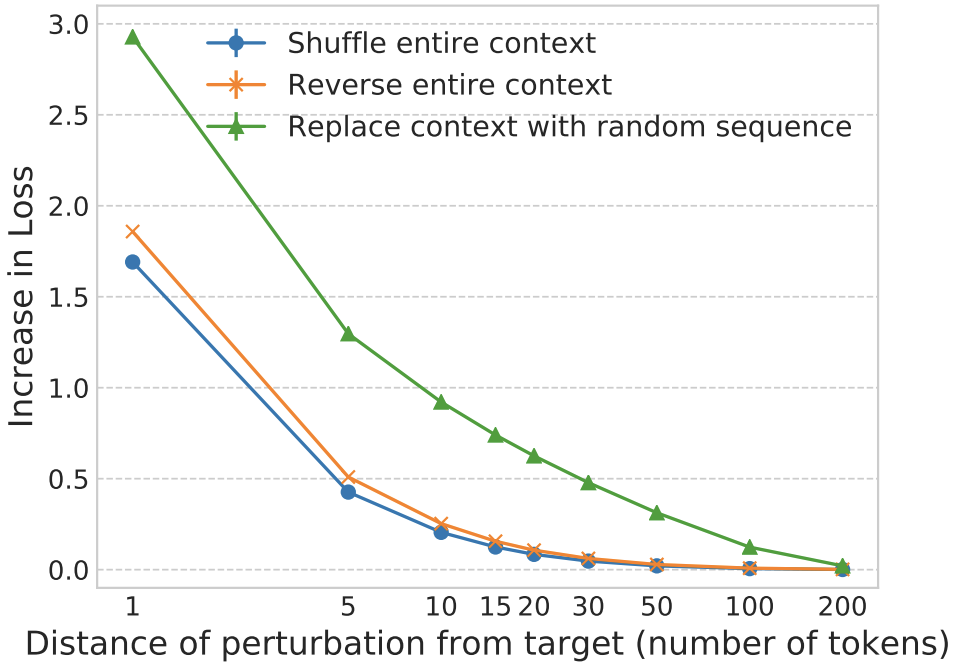 3.0
2.5
2.0
1.5
1.0
0.5
0.0
Increase in Loss
Shuffle entire context
Reverse entire context
Replace context with random sequence
1 5 10 15 20 30 50 100 200
Distance of perturbation from target (number of tokens)